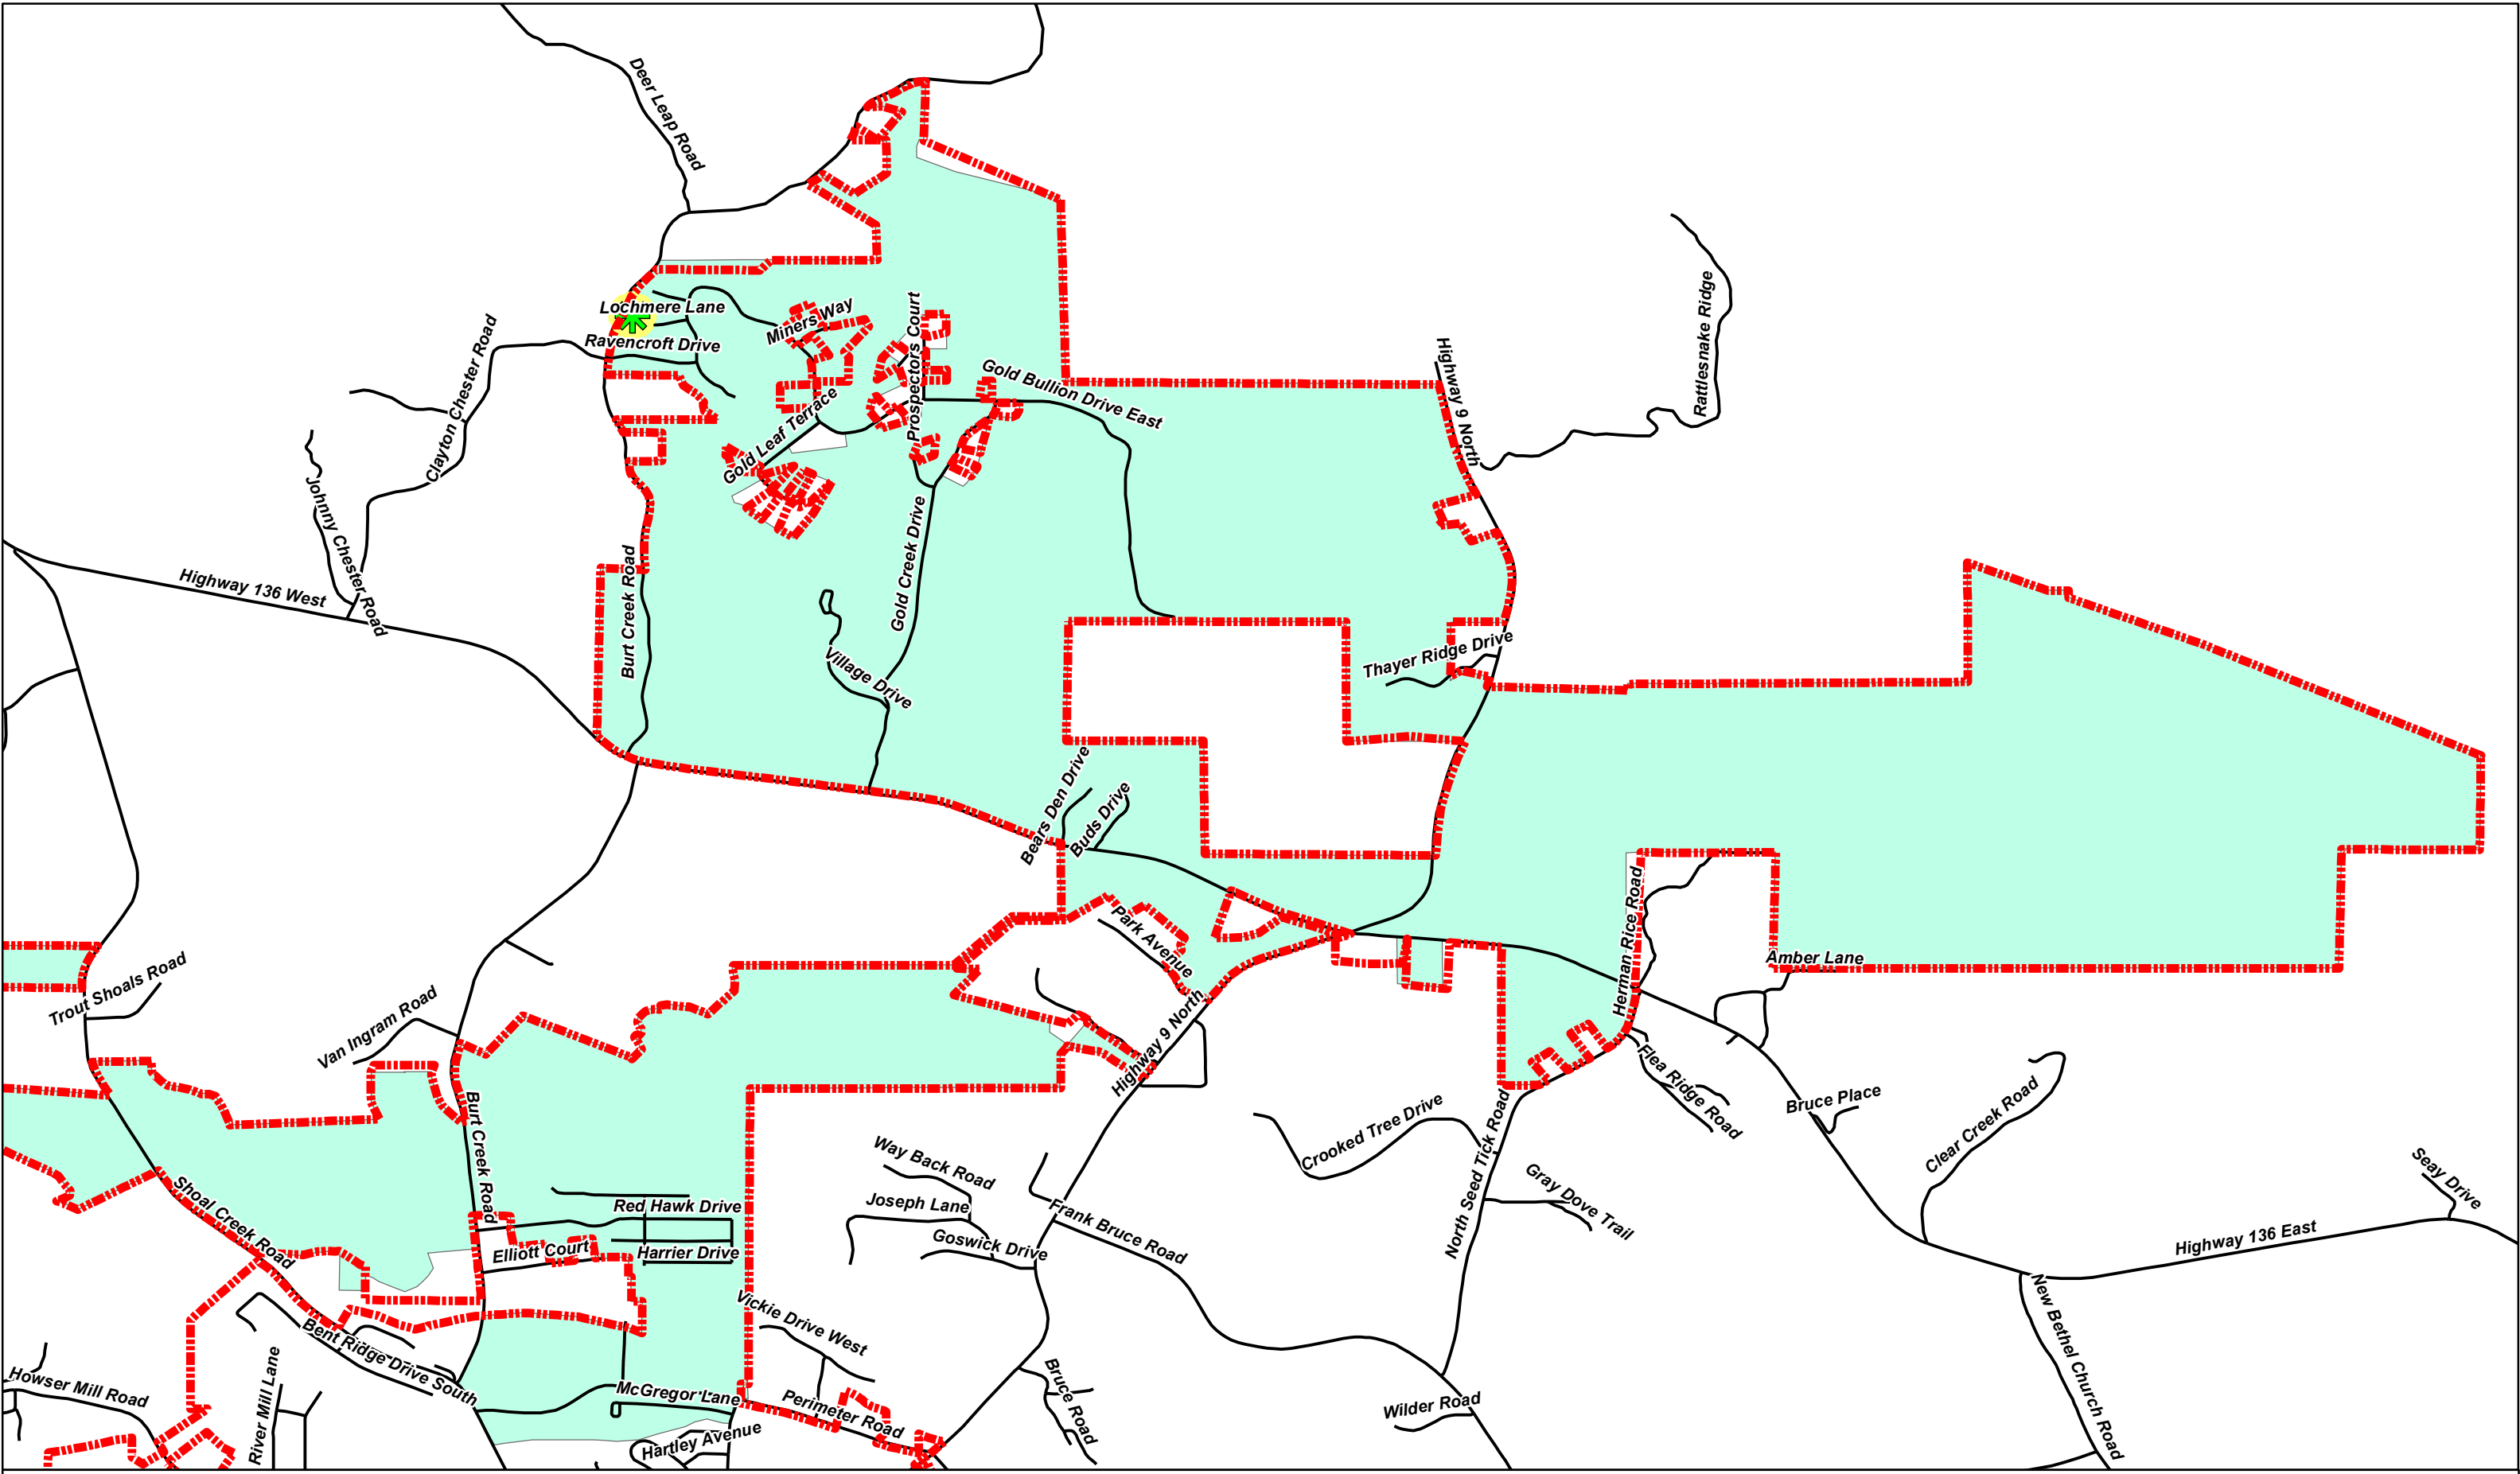 Deer Leap Road
Lochmere Lane
Miners Way
Ravencroft Drive
Prospectors Court
Gold Bullion Drive East
Highway 9 North
Rattlesnake Ridge
Clayton Chester Road
Gold Leaf Terrace
Johnny Chester Road
Gold Creek Drive
Highway 136 West
Burt Creek Road
Village Drive
Thayer Ridge Drive
Bears Den Drive
Buds Drive
Park Avenue
Herman Rice Road
Amber Lane
Trout Shoals Road
Van Ingram Road
Highway 9 North
Flea Ridge Road
Burt Creek Road
Crooked Tree Drive
Bruce Place
Clear Creek Road
Way Back Road
North Seed Tick Road
Gray Dove Trail
Seay Drive
Shoal Creek Road
Red Hawk Drive
Joseph Lane
Frank Bruce Road
Elliott Court
Harrier Drive
Goswick Drive
Highway 136 East
Vickie Drive West
Bent Ridge Drive South
New Bethel Church Road
Howser Mill Road
River Mill Lane
McGregor Lane
Perimeter Road
Bruce Road
Wilder Road
Hartley Avenue